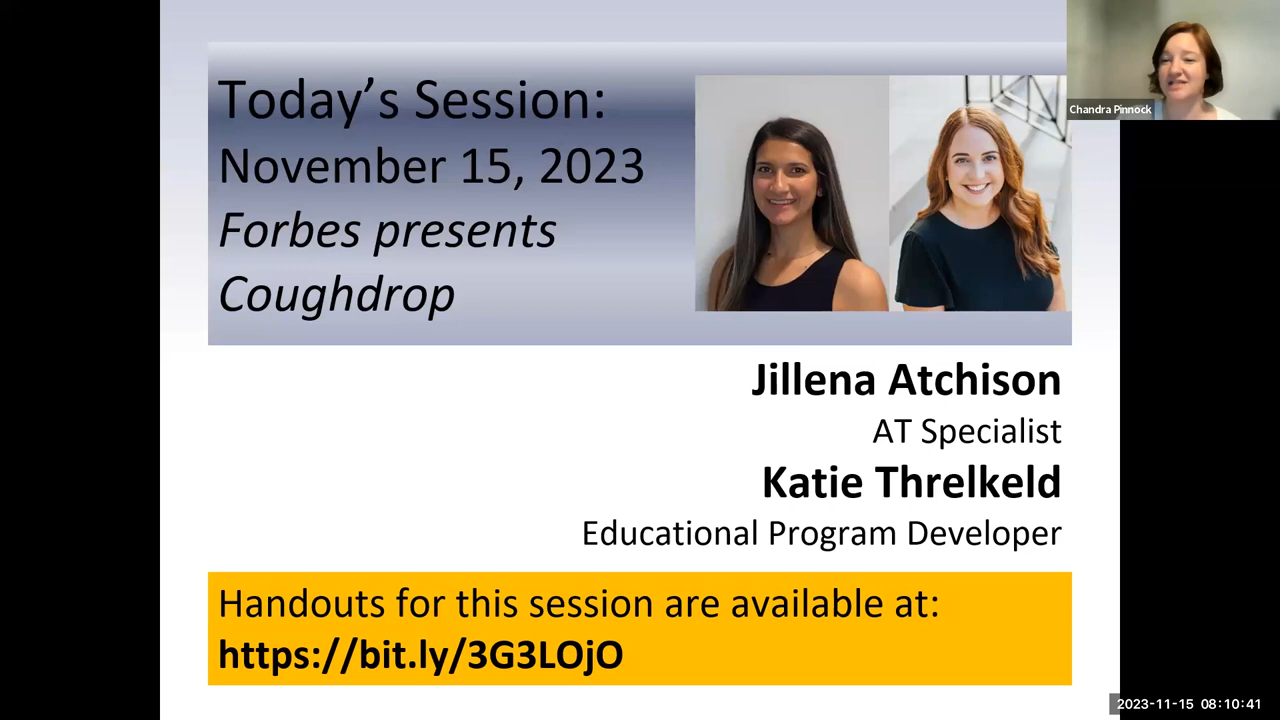 Today’s Session:
November 15, 2023
Forbes presents
Coughdrop
Chandra Pinnock
Jillena Atchison
AT Specialist
Katie Threlkeld
Educational Program Developer
Handouts for this session are available at:
https://bit.ly/3G3LOjO
2023-11-15 08:10:41